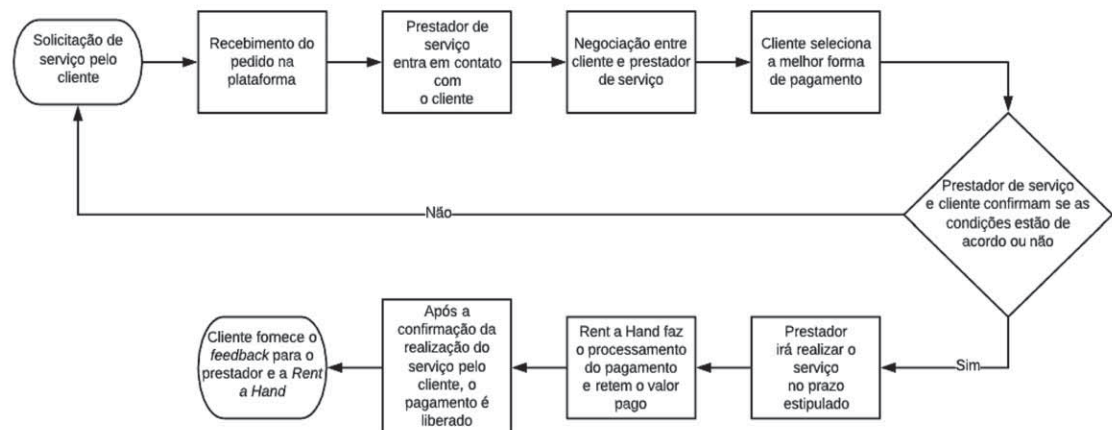 Solicitação de
serviço pelo
cliente
Recebimento do
pedido na
plataforma
Prestador de
serviço
entra em contato
com
o cliente
Negociação entre
cliente e prestador
de serviço
Cliente seleciona
a melhor forma
de pagamento
Prestador de serviço
e cliente confirmam se as
condições estão de
acordo ou não
Não
Sim
Prestador
irá realizar o
serviço
no prazo
estipulado
Rent a Hand faz
o processamento
do pagamento
e retem o valor
pago
Após a
confirmação da
realização do
serviço pelo
cliente, o
pagamento é
liberado
Cliente fornece o
feedback para o
prestador e a Rent
a Hand